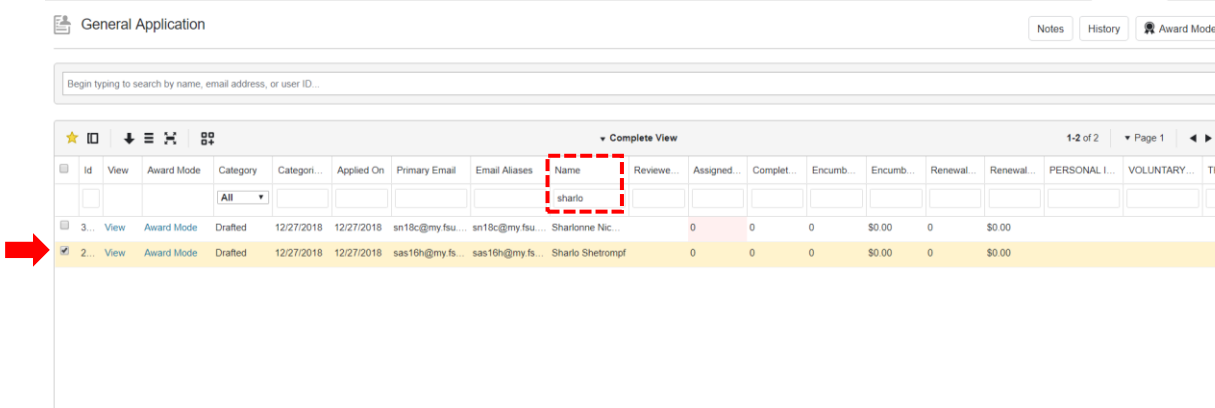 General Application
Notes History Award Mode
Begin typing to search by name, email address, or user ID...
Complete View 1-2 of 2 Page 1
Id View Award Mode Category Categori... Applied On Primary Email Email Aliases Name Reviewe... Assigned... Complet... Encumb... Encumb... Renewal... Renewal... PERSONAL I... VOLUNTARY...
All sharlo
3... View Award Mode Drafted 12/27/2018 12/27/2018 sn18c@my.fsu.... sn18c@my.fsu.... Sharlonne Nic... 0 0 0 $0.00 0 $0.00
2... View Award Mode Drafted 12/27/2018 12/27/2018 sas16h@my.fs... sas16h@my.fs... Sharlo Shetrompf 0 0 0 $0.00 0 $0.00